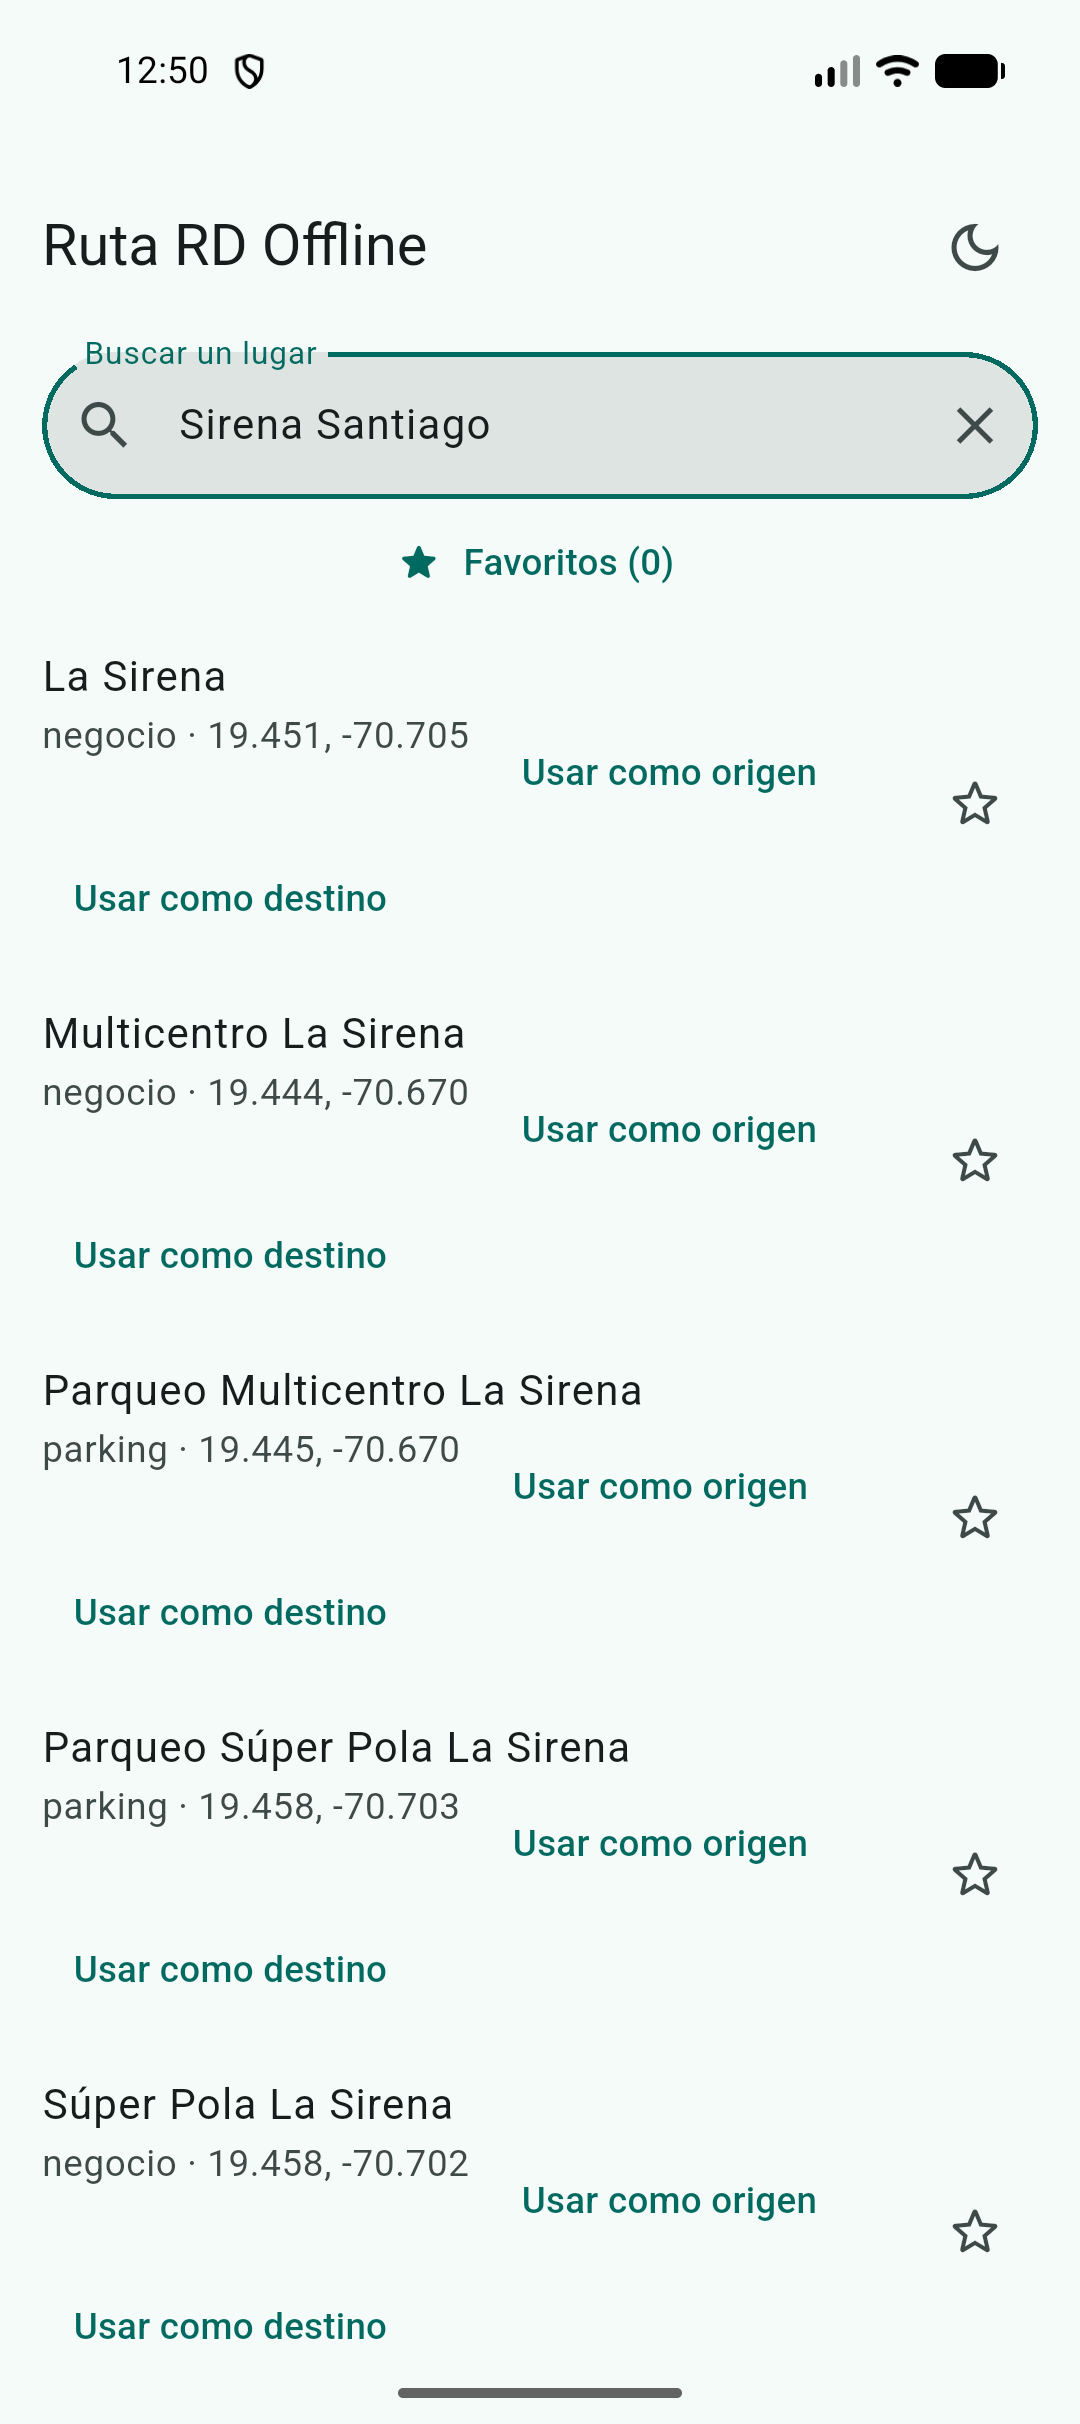 12:50
Ruta RD Offline
Buscar un lugar
Sirena Santiago
Favoritos (0)
La Sirena
negocio · 19.451, -70.705
Usar como origen
Usar como destino
Multicentro La Sirena
negocio · 19.444, -70.670
Usar como origen
Usar como destino
Parqueo Multicentro La Sirena
parking · 19.445, -70.670
Usar como origen
Usar como destino
Parqueo Súper Pola La Sirena
parking · 19.458, -70.703
Usar como origen
Usar como destino
Súper Pola La Sirena
negocio · 19.458, -70.702
Usar como origen
Usar como destino